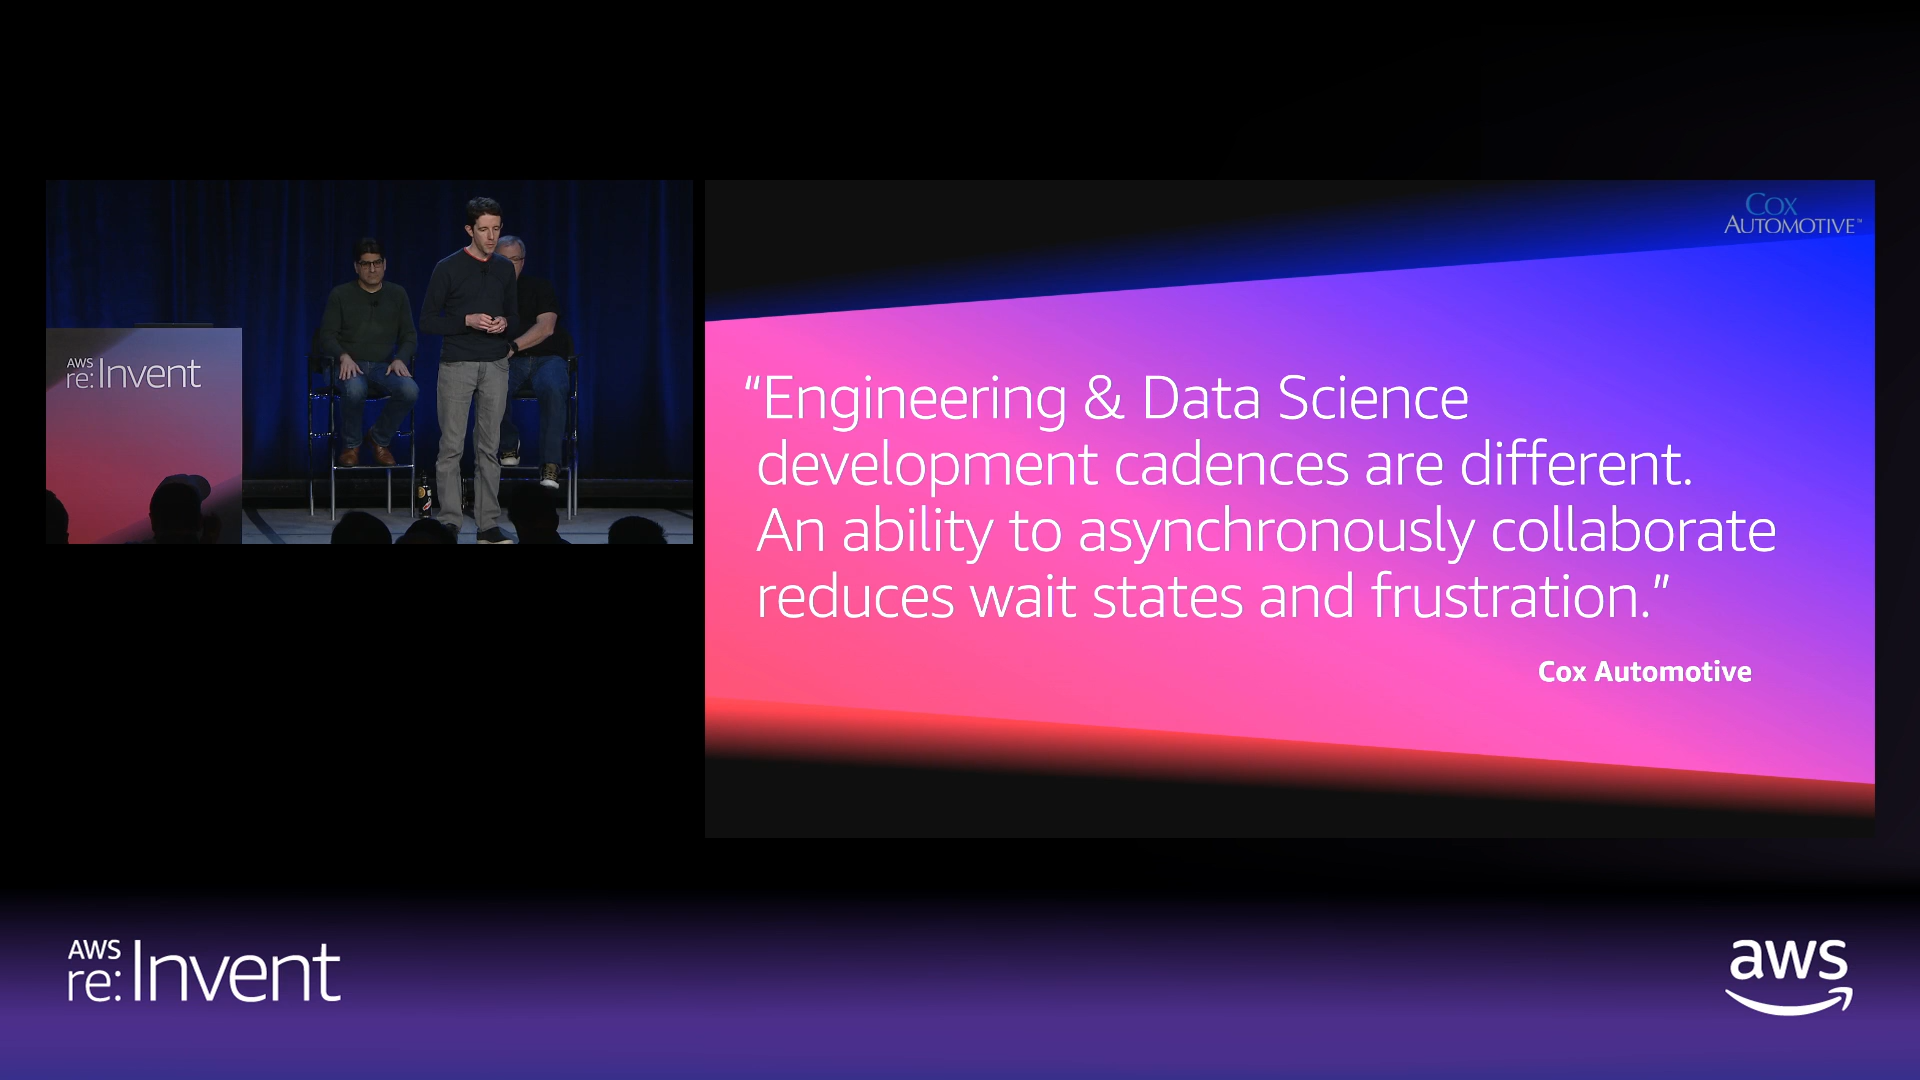 AWS
re:Invent
COX
AUTOMOTIVE™
“Engineering & Data Science
development cadences are different.
An ability to asynchronously collaborate
reduces wait states and frustration.”
Cox Automotive
AWS
re:Invent
aws